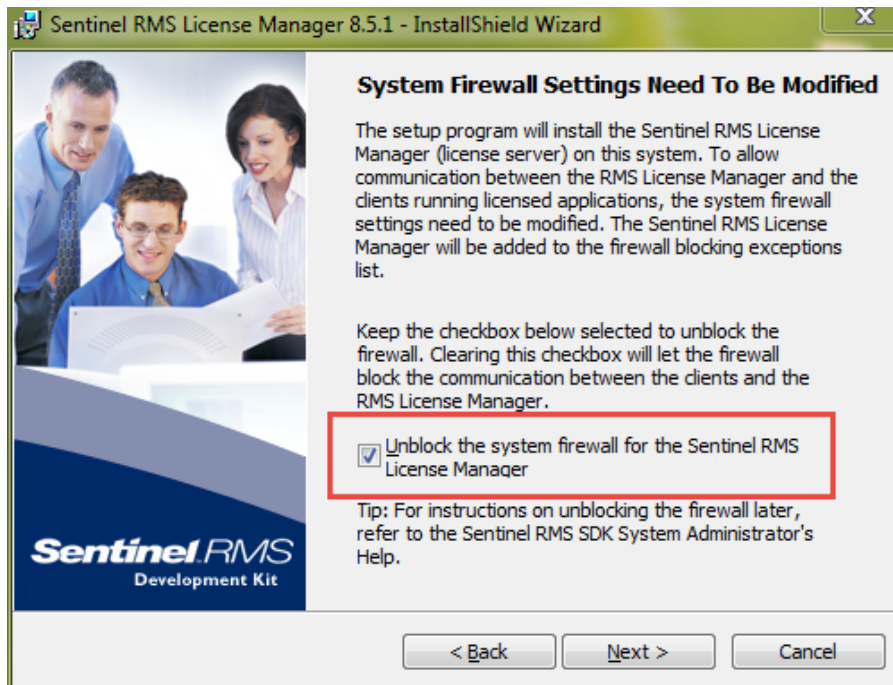 Sentinel RMS License Manager 8.5.1 - InstallShield Wizard
System Firewall Settings Need To Be Modified
The setup program will install the Sentinel RMS License
Manager (license server) on this system. To allow
communication between the RMS License Manager and the
clients running licensed applications, the system firewall
settings need to be modified. The Sentinel RMS License
Manager will be added to the firewall blocking exceptions
list.
Keep the checkbox below selected to unblock the
firewall. Clearing this checkbox will let the firewall
block the communication between the clients and the
RMS License Manager.
Unblock the system firewall for the Sentinel RMS
License Manager
Tip: For instructions on unblocking the firewall later,
refer to the Sentinel RMS SDK System Administrator's
Help.
Sentinel.RMS
Development Kit
< Back
Next >
Cancel